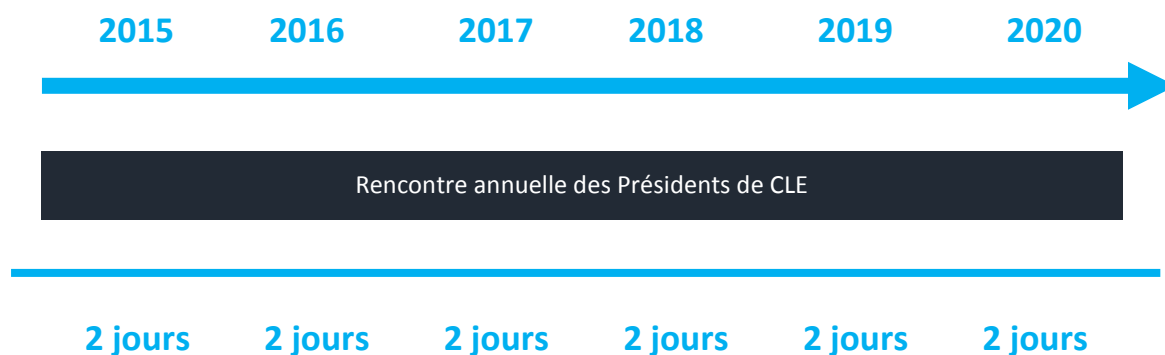 2015 2016 2017 2018 2019 2020
Rencontre annuelle des Présidents de CLE
2 jours 2 jours 2 jours 2 jours 2 jours 2 jours